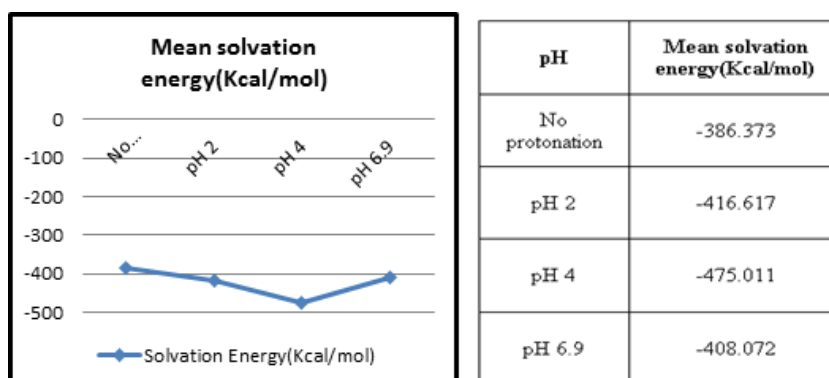 Mean solvation
energy(Kcal/mol)
0
-100
-200
-300
-400
-500
No...
pH 2
pH 4
pH 6.9
Solvation Energy(Kcal/mol)
pH
Mean solvation
energy(Kcal/mol)
No
protonation
-386.373
pH 2
-416.617
pH 4
-475.011
pH 6.9
-408.072